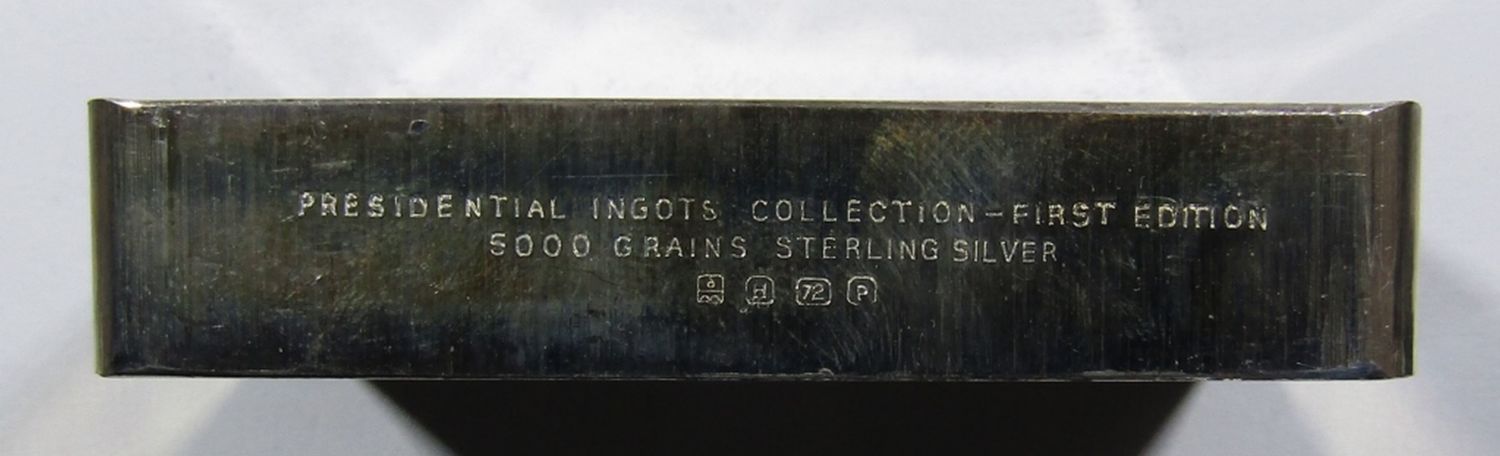 PRESIDENTIAL INGOTS COLLECTION-FIRST EDITION
5000 GRAINS STERLING SILVER
H 72 P